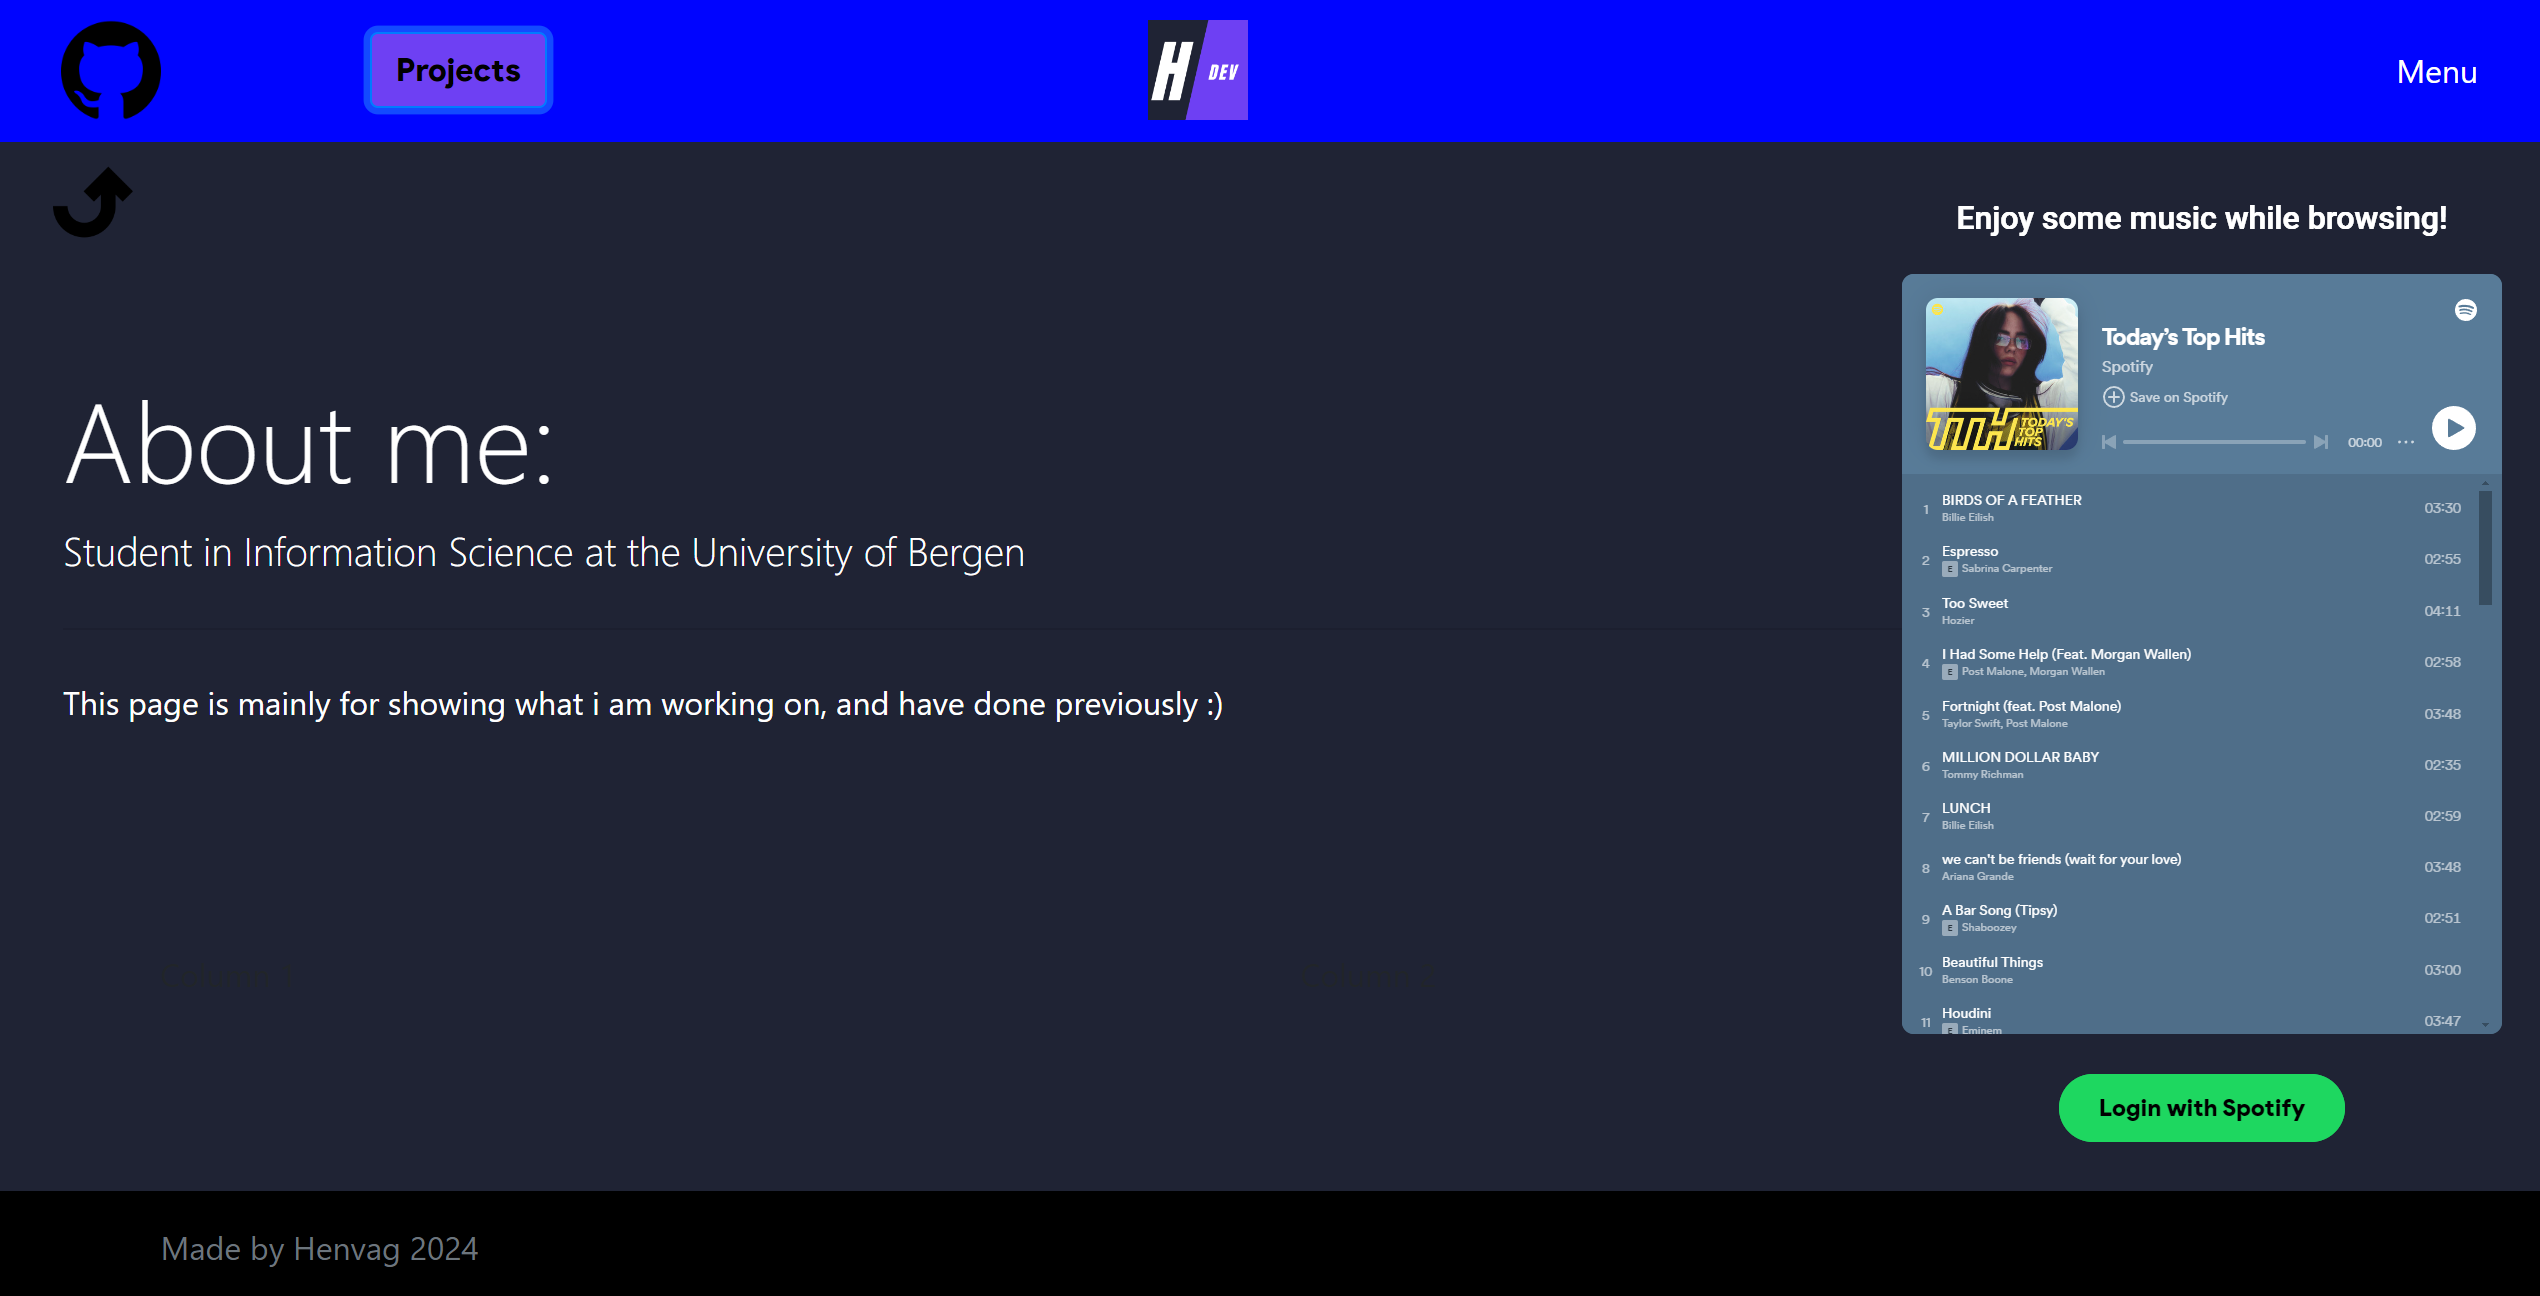 Projects
H DEV
Menu
Enjoy some music while browsing!
Today's Top Hits
Spotify
Save on Spotify
TTH TODAY'S
TOP
HITS
00:00
About me:
Student in Information Science at the University of Bergen
This page is mainly for showing what i am working on, and have done previously :)
1 BIRDS OF A FEATHER 03:30
Billie Eilish
2 Espresso 02:55
E Sabrina Carpenter
3 Too Sweet 04:11
Hozier
4 I Had Some Help (Feat. Morgan Wallen) 02:58
E Post Malone, Morgan Wallen
5 Fortnight (feat. Post Malone) 03:48
Taylor Swift, Post Malone
6 MILLION DOLLAR BABY 02:35
Tommy Richman
7 LUNCH 02:59
Billie Eilish
8 we can't be friends (wait for your love) 03:48
Ariana Grande
9 A Bar Song (Tipsy) 02:51
E Shaboozey
10 Beautiful Things 03:00
Benson Boone
11 Houdini 03:47
E Eminem
Login with Spotify
Made by Henvag 2024